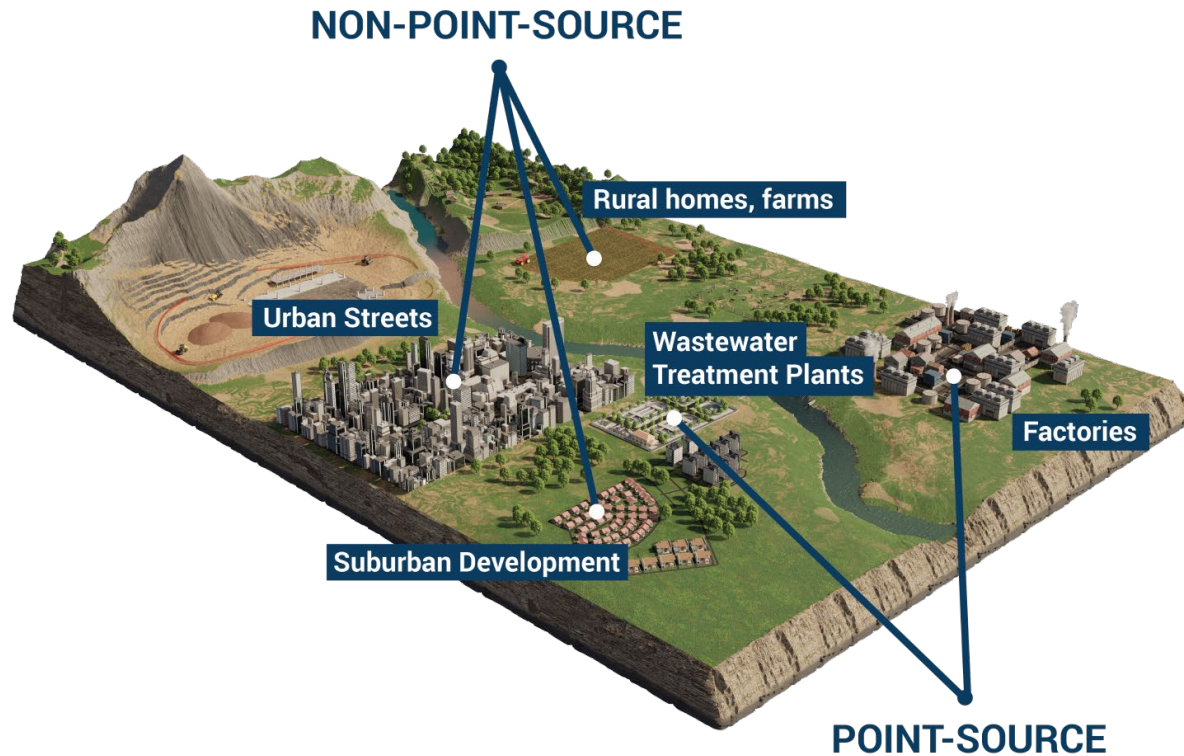 NON-POINT-SOURCE
Rural homes, farms
Urban Streets
Wastewater
Treatment Plants
Factories
Suburban Development
POINT-SOURCE